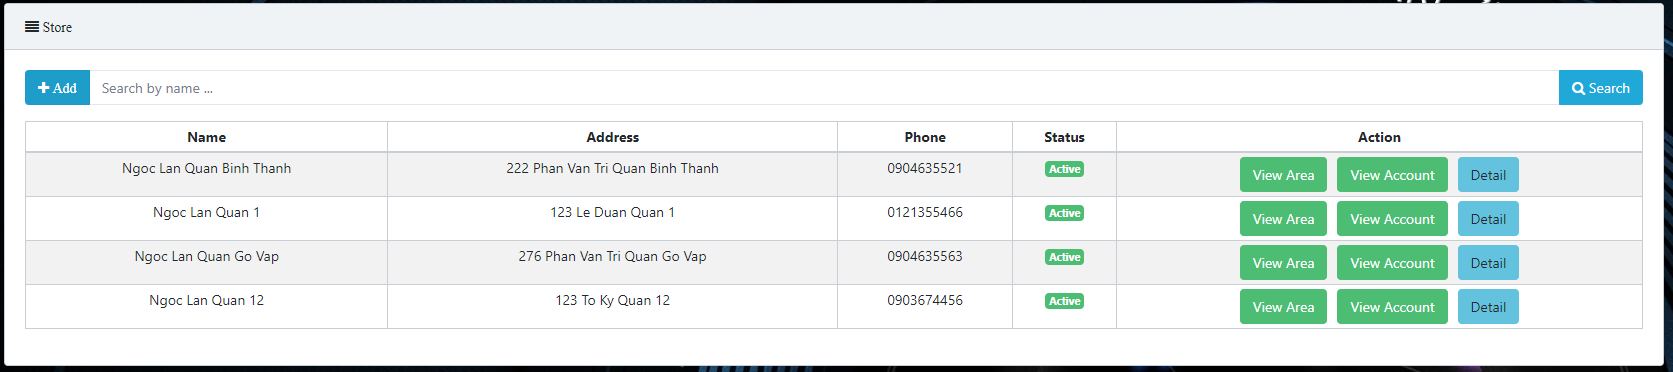 Store
Add Search by name ... Search
Name Address Phone Status Action
Ngoc Lan Quan Binh Thanh 222 Phan Van Tri Quan Binh Thanh 0904635521 Active View Area View Account Detail
Ngoc Lan Quan 1 123 Le Duan Quan 1 0121355466 Active View Area View Account Detail
Ngoc Lan Quan Go Vap 276 Phan Van Tri Quan Go Vap 0904635563 Active View Area View Account Detail
Ngoc Lan Quan 12 123 To Ky Quan 12 0903674456 Active View Area View Account Detail